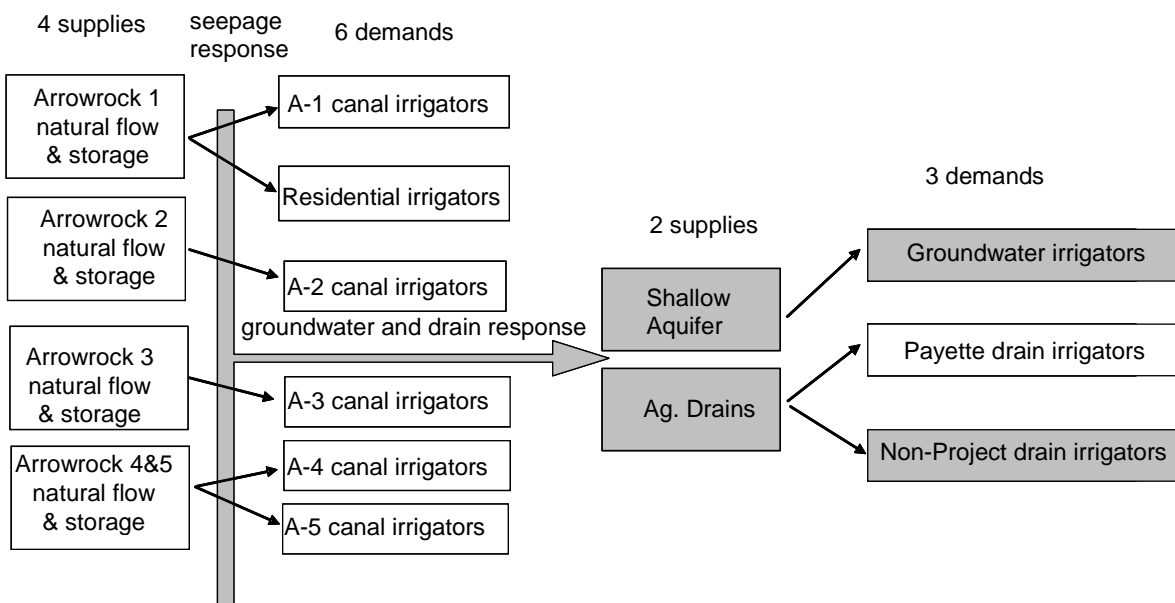 4 supplies
seepage
response
6 demands
Arrowrock 1
natural flow
& storage
A-1 canal irrigators
Residential irrigators
Arrowrock 2
natural flow
& storage
A-2 canal irrigators
groundwater and drain response
Arrowrock 3
natural flow
& storage
A-3 canal irrigators
Arrowrock 4&5
natural flow
& storage
A-4 canal irrigators
A-5 canal irrigators
2 supplies
Shallow
Aquifer
Ag. Drains
3 demands
Groundwater irrigators
Payette drain irrigators
Non-Project drain irrigators